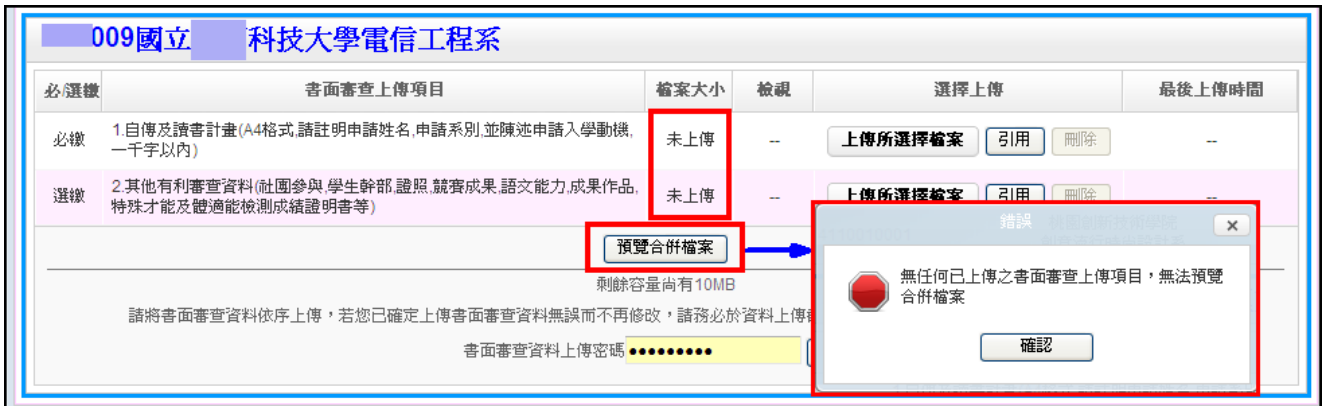 009國立 科技大學電信工程系
必/選繳 書面審查上傳項目 檔案大小 檢視 選擇上傳 最後上傳時間
必繳 1.自傳及讀書計畫(A4格式,請註明申請姓名,申請系別,並陳述申請入學動機,
一千字以內) 未上傳 -- 上傳所選擇檔案 引用 刪除 --
選繳 2.其他有利審查資料(社團參與,學生幹部,證照,競賽成果,語文能力,成果作品,
特殊才能及體適能檢測成績證明書等) 未上傳 -- 上傳所選擇檔案 引用 刪除 --
預覽合併檔案
錯誤
無任何已上傳之書面審查上傳項目，無法預覽
合併檔案
確認
剩餘容量尚有10MB
請將書面審查資料依序上傳，若您已確定上傳書面審查資料無誤而不再修改，請務必於資料上傳
書面審查資料上傳密碼 •••••••••